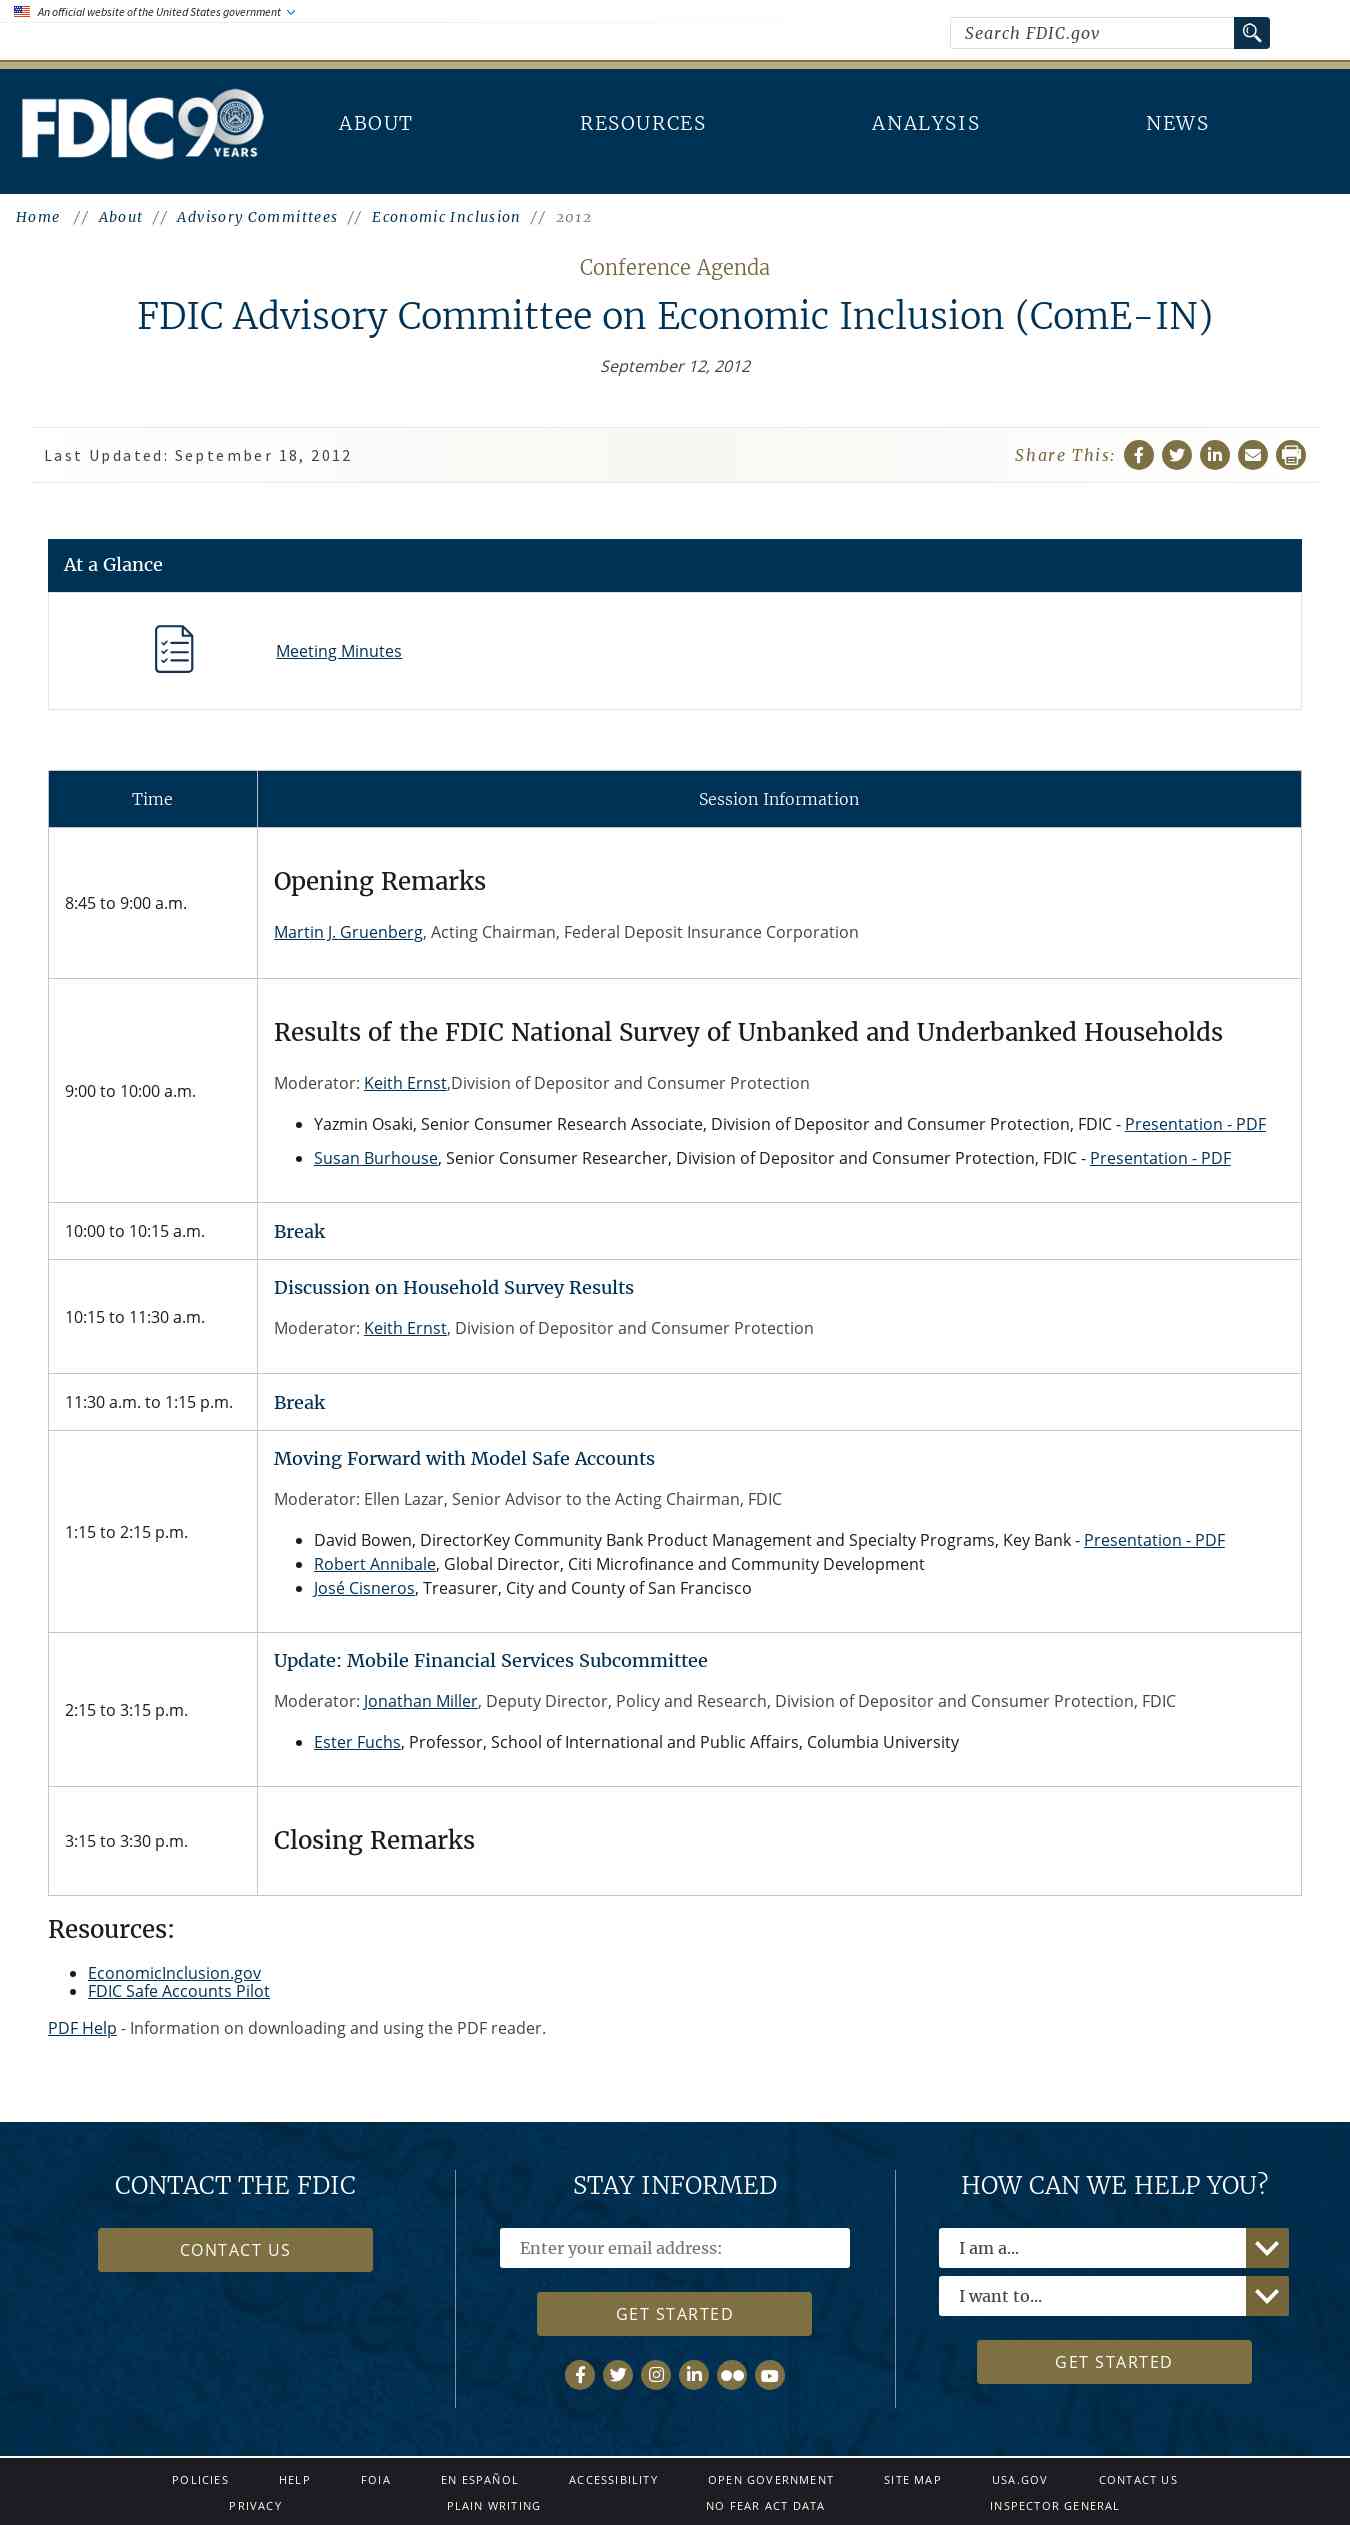 An official website of the United States government
Search FDIC.gov
FDIC 90 YEARS
ABOUT RESOURCES ANALYSIS NEWS
Home // About // Advisory Committees // Economic Inclusion // 2012
Conference Agenda
FDIC Advisory Committee on Economic Inclusion (ComE-IN)
September 12, 2012
Last Updated: September 18, 2012 Share This:
At a Glance
Meeting Minutes
Time Session Information
8:45 to 9:00 a.m.
Opening Remarks
Martin J. Gruenberg, Acting Chairman, Federal Deposit Insurance Corporation
9:00 to 10:00 a.m.
Results of the FDIC National Survey of Unbanked and Underbanked Households
Moderator: Keith Ernst,Division of Depositor and Consumer Protection
• Yazmin Osaki, Senior Consumer Research Associate, Division of Depositor and Consumer Protection, FDIC - Presentation - PDF
• Susan Burhouse, Senior Consumer Researcher, Division of Depositor and Consumer Protection, FDIC - Presentation - PDF
10:00 to 10:15 a.m. Break
10:15 to 11:30 a.m.
Discussion on Household Survey Results
Moderator: Keith Ernst, Division of Depositor and Consumer Protection
11:30 a.m. to 1:15 p.m. Break
1:15 to 2:15 p.m.
Moving Forward with Model Safe Accounts
Moderator: Ellen Lazar, Senior Advisor to the Acting Chairman, FDIC
• David Bowen, DirectorKey Community Bank Product Management and Specialty Programs, Key Bank - Presentation - PDF
• Robert Annibale, Global Director, Citi Microfinance and Community Development
• José Cisneros, Treasurer, City and County of San Francisco
2:15 to 3:15 p.m.
Update: Mobile Financial Services Subcommittee
Moderator: Jonathan Miller, Deputy Director, Policy and Research, Division of Depositor and Consumer Protection, FDIC
• Ester Fuchs, Professor, School of International and Public Affairs, Columbia University
3:15 to 3:30 p.m. Closing Remarks
Resources:
• EconomicInclusion.gov
• FDIC Safe Accounts Pilot
PDF Help - Information on downloading and using the PDF reader.
CONTACT THE FDIC
CONTACT US
STAY INFORMED
Enter your email address:
GET STARTED
HOW CAN WE HELP YOU?
I am a...
I want to...
GET STARTED
POLICIES HELP FOIA EN ESPAÑOL ACCESSIBILITY OPEN GOVERNMENT SITE MAP USA.GOV CONTACT US
PRIVACY PLAIN WRITING NO FEAR ACT DATA INSPECTOR GENERAL